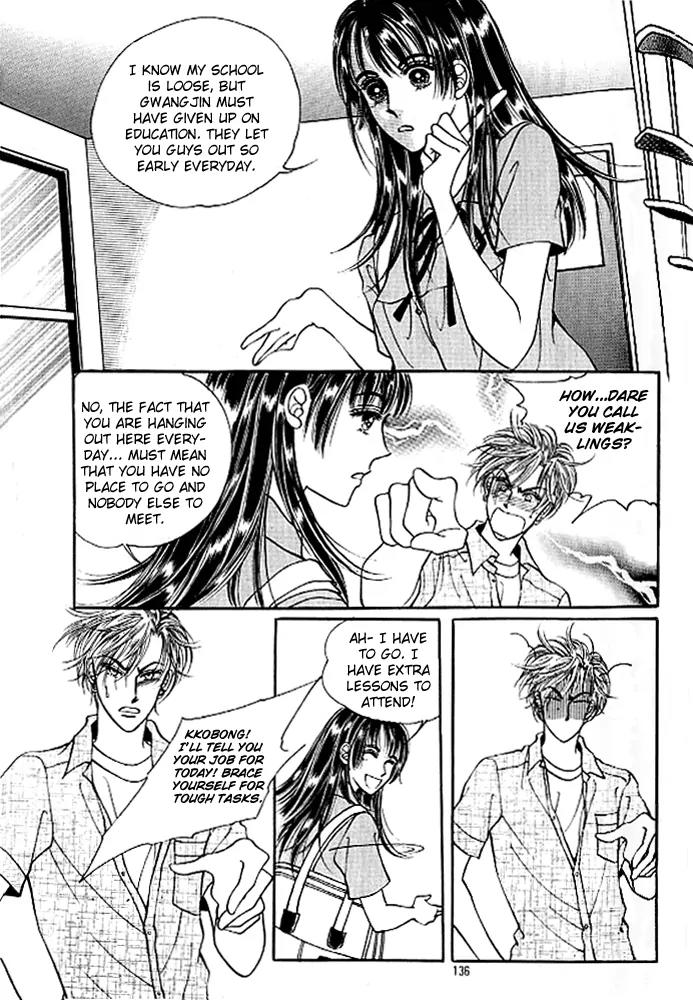 I KNOW MY SCHOOL
IS LOOSE, BUT
GWANGJIN MUST
HAVE GIVEN UP ON
EDUCATION. THEY LET
YOU GUYS OUT SO
EARLY EVERYDAY.
NO, THE FACT THAT
YOU ARE HANGING
OUT HERE EVERY-
DAY... MUST MEAN
THAT YOU HAVE NO
PLACE TO GO AND
NOBODY ELSE TO
MEET.
HOW...DARE
YOU CALL
US WEAK-
LINGS?
KKOBONG!
I'LL TELL YOU
YOUR JOB FOR
TODAY! BRACE
YOURSELF FOR
TOUGH TASKS.
AH- I HAVE
TO GO. I
HAVE EXTRA
LESSONS TO
ATTEND!
136